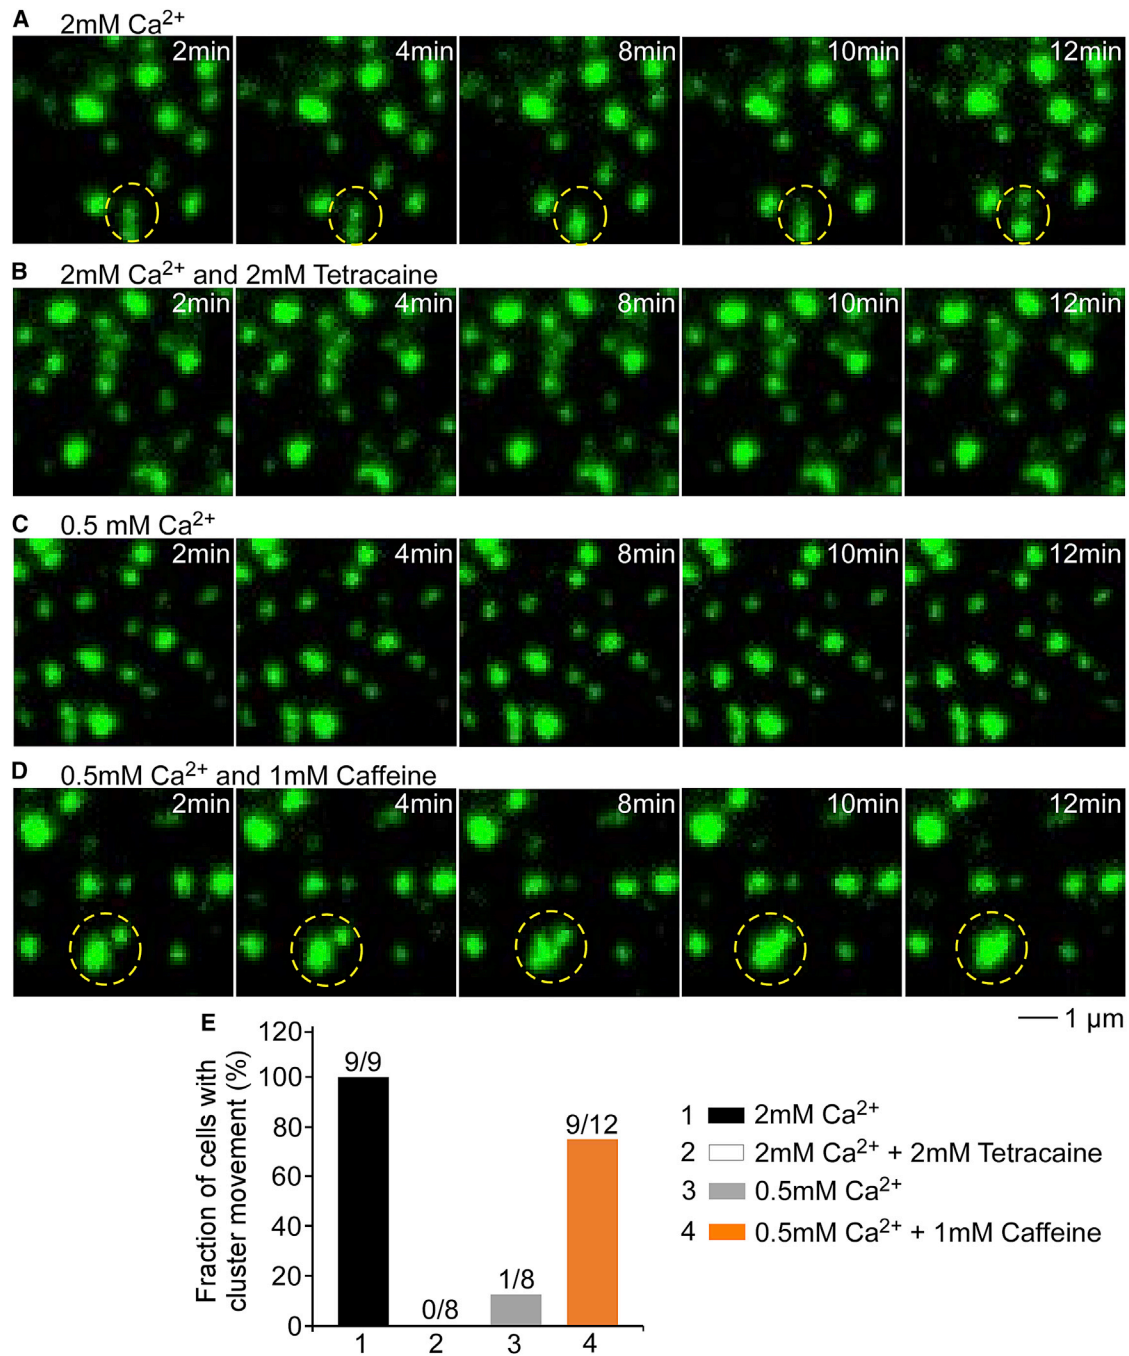 A 2mM Ca²⁺
2min 4min 8min 10min 12min
B 2mM Ca²⁺ and 2mM Tetracaine
2min 4min 8min 10min 12min
C 0.5 mM Ca²⁺
2min 4min 8min 10min 12min
D 0.5mM Ca²⁺ and 1mM Caffeine
2min 4min 8min 10min 12min
1 µm
E
Fraction of cells with
cluster movement (%)
120
100
80
60
40
20
0
9/9
0/8
1/8
9/12
1 2 3 4
1 2mM Ca²⁺
2 2mM Ca²⁺ + 2mM Tetracaine
3 0.5mM Ca²⁺
4 0.5mM Ca²⁺ + 1mM Caffeine